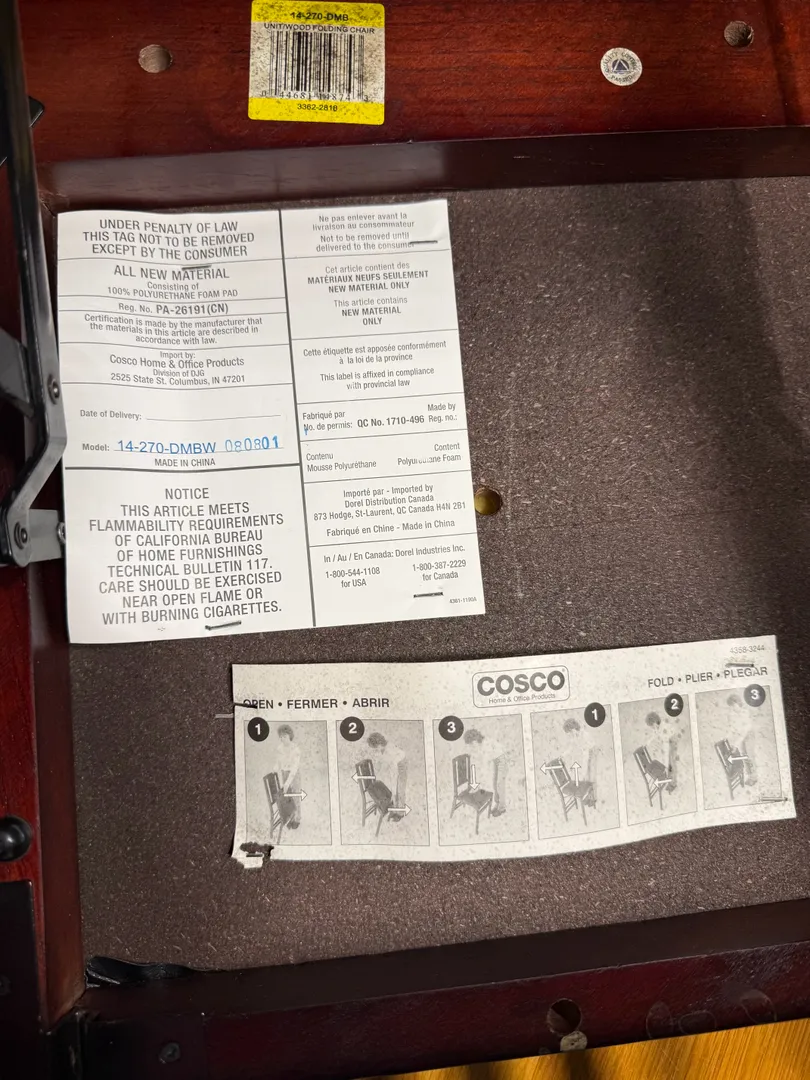 14-270-DMB
UNIT/WOOD FOLDING CHAIR
3362-2818
UNDER PENALTY OF LAW
THIS TAG NOT TO BE REMOVED
EXCEPT BY THE CONSUMER
ALL NEW MATERIAL
Consisting of
100% POLYURETHANE FOAM PAD
Reg. No. PA-26191(CN)
Certification is made by the manufacturer that
the materials in this article are described in
accordance with law.
Import by:
Cosco Home & Office Products
Division of DJG
2525 State St. Columbus, IN 47201
Date of Delivery:
Model: 14-270-DMBW 080801
MADE IN CHINA
NOTICE
THIS ARTICLE MEETS
FLAMMABILITY REQUIREMENTS
OF CALIFORNIA BUREAU
OF HOME FURNISHINGS
TECHNICAL BULLETIN 117.
CARE SHOULD BE EXERCISED
NEAR OPEN FLAME OR
WITH BURNING CIGARETTES.
Ne pas enlever avant la
livraison au consommateur
Not to be removed until
delivered to the consumer
Cet article contient des
MATÉRIAUX NEUFS SEULEMENT
NEW MATERIAL ONLY
This article contains
NEW MATERIAL
ONLY
Cette étiquette est apposée conformément
à la loi de la province
This label is affixed in compliance
with provincial law
Fabriqué par Made by
No. de permis: QC No. 1710-496 Reg. no.:
Contenu Content
Mousse Polyuréthane Polyurethane Foam
Importé par - Imported by
Dorel Distribution Canada
873 Hodge, St-Laurent, QC Canada H4N 2B1
Fabriqué en Chine - Made in China
In / Au / En Canada: Dorel Industries Inc.
1-800-544-1108 1-800-387-2229
for USA for Canada
4358-3244
COSCO
Home & Office Products
OPEN • FERMER • ABRIR
FOLD • PLIER • PLEGAR
1 2 3 1 2 3